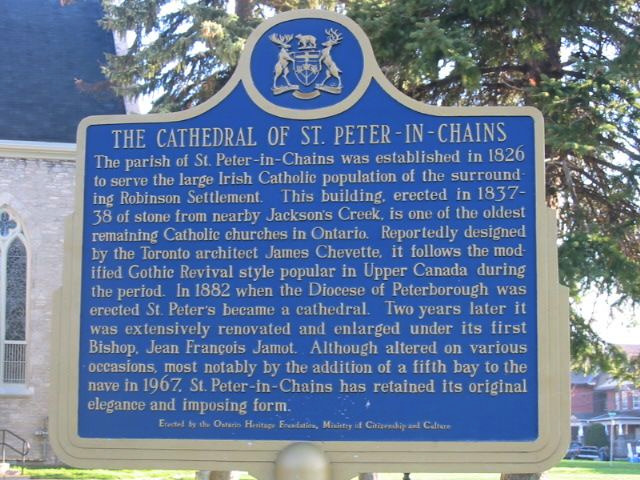 THE CATHEDRAL OF ST. PETER-IN-CHAINS
The parish of St. Peter-in-Chains was established in 1826
to serve the large Irish Catholic population of the surround-
ing Robinson Settlement. This building, erected in 1837-
38 of stone from nearby Jackson's Creek, is one of the oldest
remaining Catholic churches in Ontario. Reportedly designed
by the Toronto architect James Chevette, it follows the mod-
ified Gothic Revival style popular in Upper Canada during
the period. In 1882 when the Diocese of Peterborough was
erected St. Peter's became a cathedral. Two years later it
was extensively renovated and enlarged under its first
Bishop, Jean François Jamot. Although altered on various
occasions, most notably by the addition of a fifth bay to the
nave in 1967, St. Peter-in-Chains has retained its original
elegance and imposing form.
Erected by the Ontario Heritage Foundation, Ministry of Citizenship and Culture